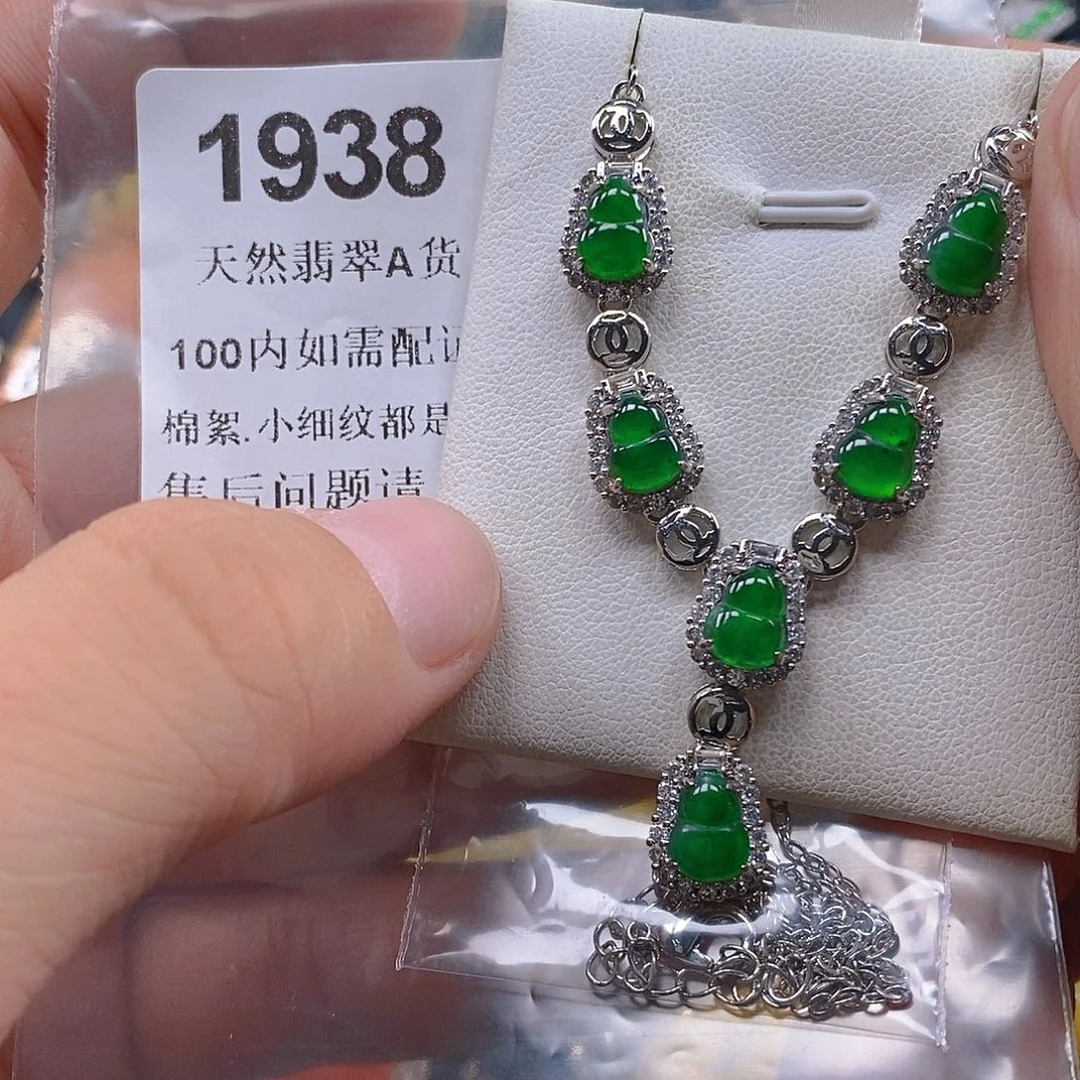 1938
天然翡翠A货
100内如需配证
棉絮.小细纹都是
售后问题请